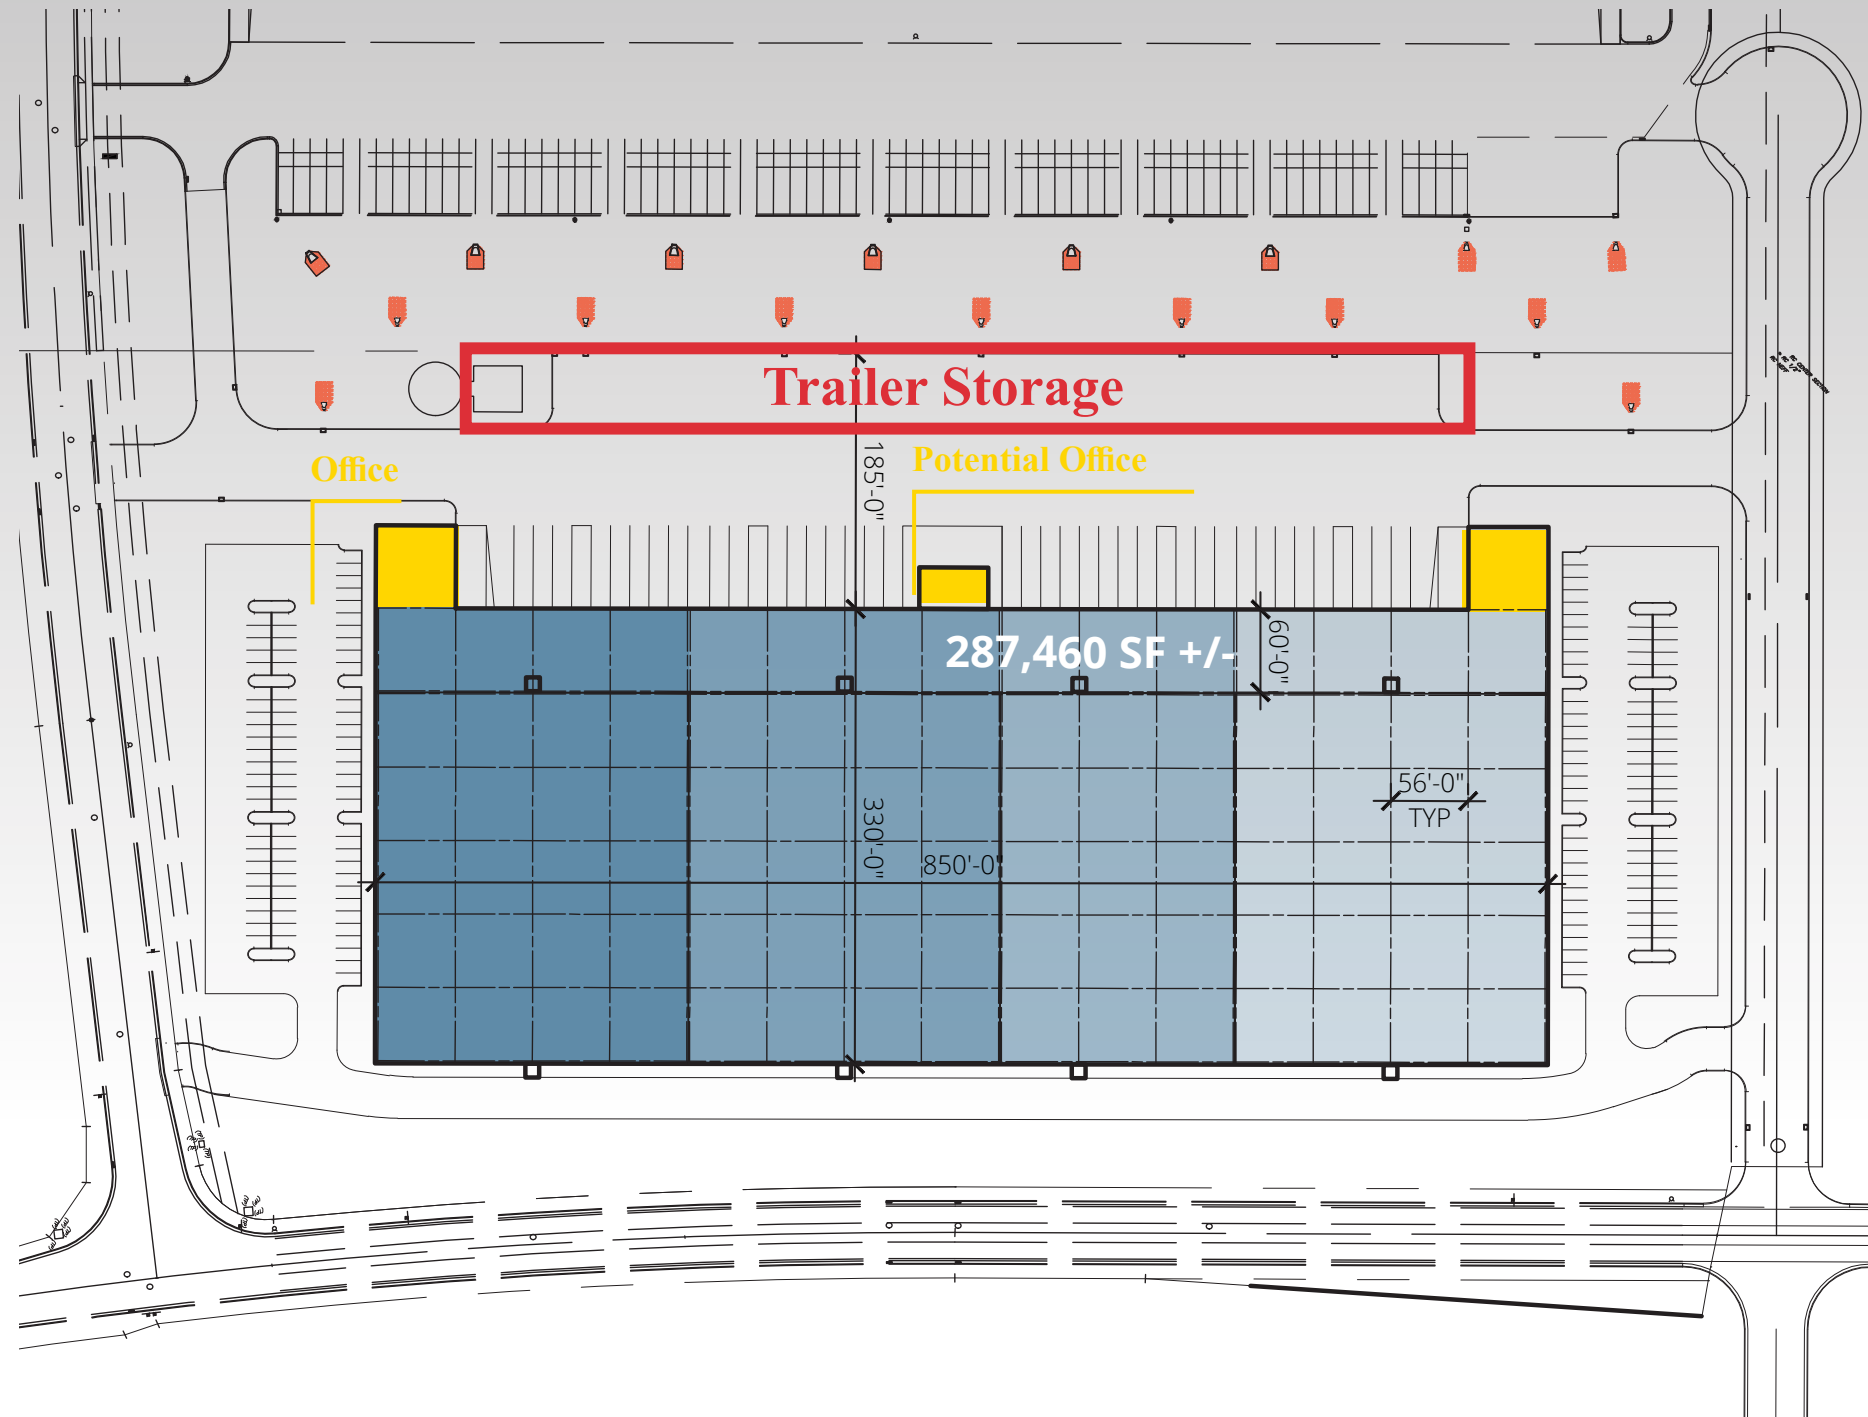 Trailer Storage
Office
Potential Office
185'-0"
287,460 SF +/-
60'-0"
56'-0"
TYP
330'-0"
850'-0"